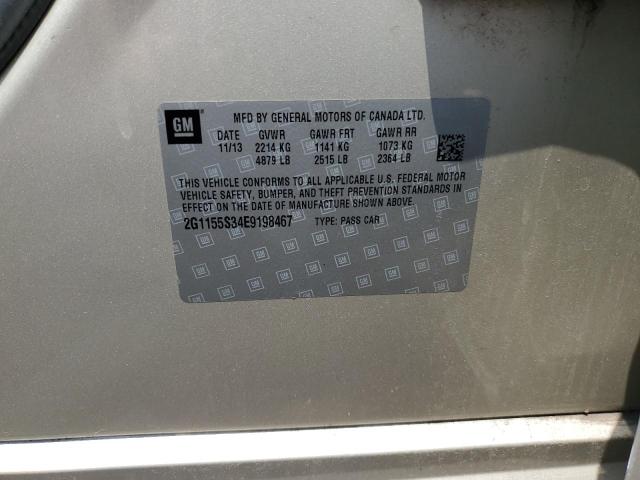 GM
MFD BY GENERAL MOTORS OF CANADA LTD.
DATE GVWR GAWR FRT GAWR RR
11/13 2214 KG 1141 KG 1073 KG
4879 LB 2515 LB 2364 LB
THIS VEHICLE CONFORMS TO ALL APPLICABLE U.S. FEDERAL MOTOR
VEHICLE SAFETY, BUMPER, AND THEFT PREVENTION STANDARDS IN
EFFECT ON THE DATE OF MANUFACTURE SHOWN ABOVE.
2G1155S34E9198467 TYPE: PASS CAR